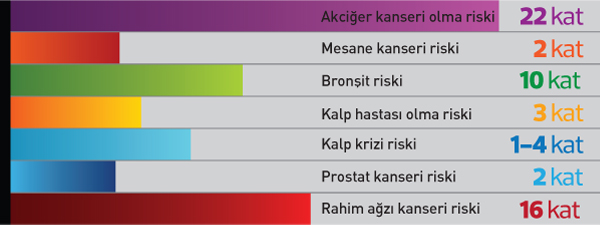 Akciğer kanseri olma riski 22 kat
Mesane kanseri riski 2 kat
Bronşit riski 10 kat
Kalp hastası olma riski 3 kat
Kalp krizi riski 1–4 kat
Prostat kanseri riski 2 kat
Rahim ağzı kanseri riski 16 kat